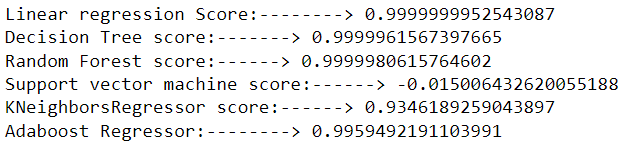 Linear regression Score:--------> 0.9999999952543087
Decision Tree score:-------> 0.9999961567397665
Random Forest score:-------> 0.9999980615764602
Support vector machine score:------> -0.015006432620055188
KNeighborsRegressor score:------> 0.9346189259043897
Adaboost Regressor:--------> 0.9959492191103991